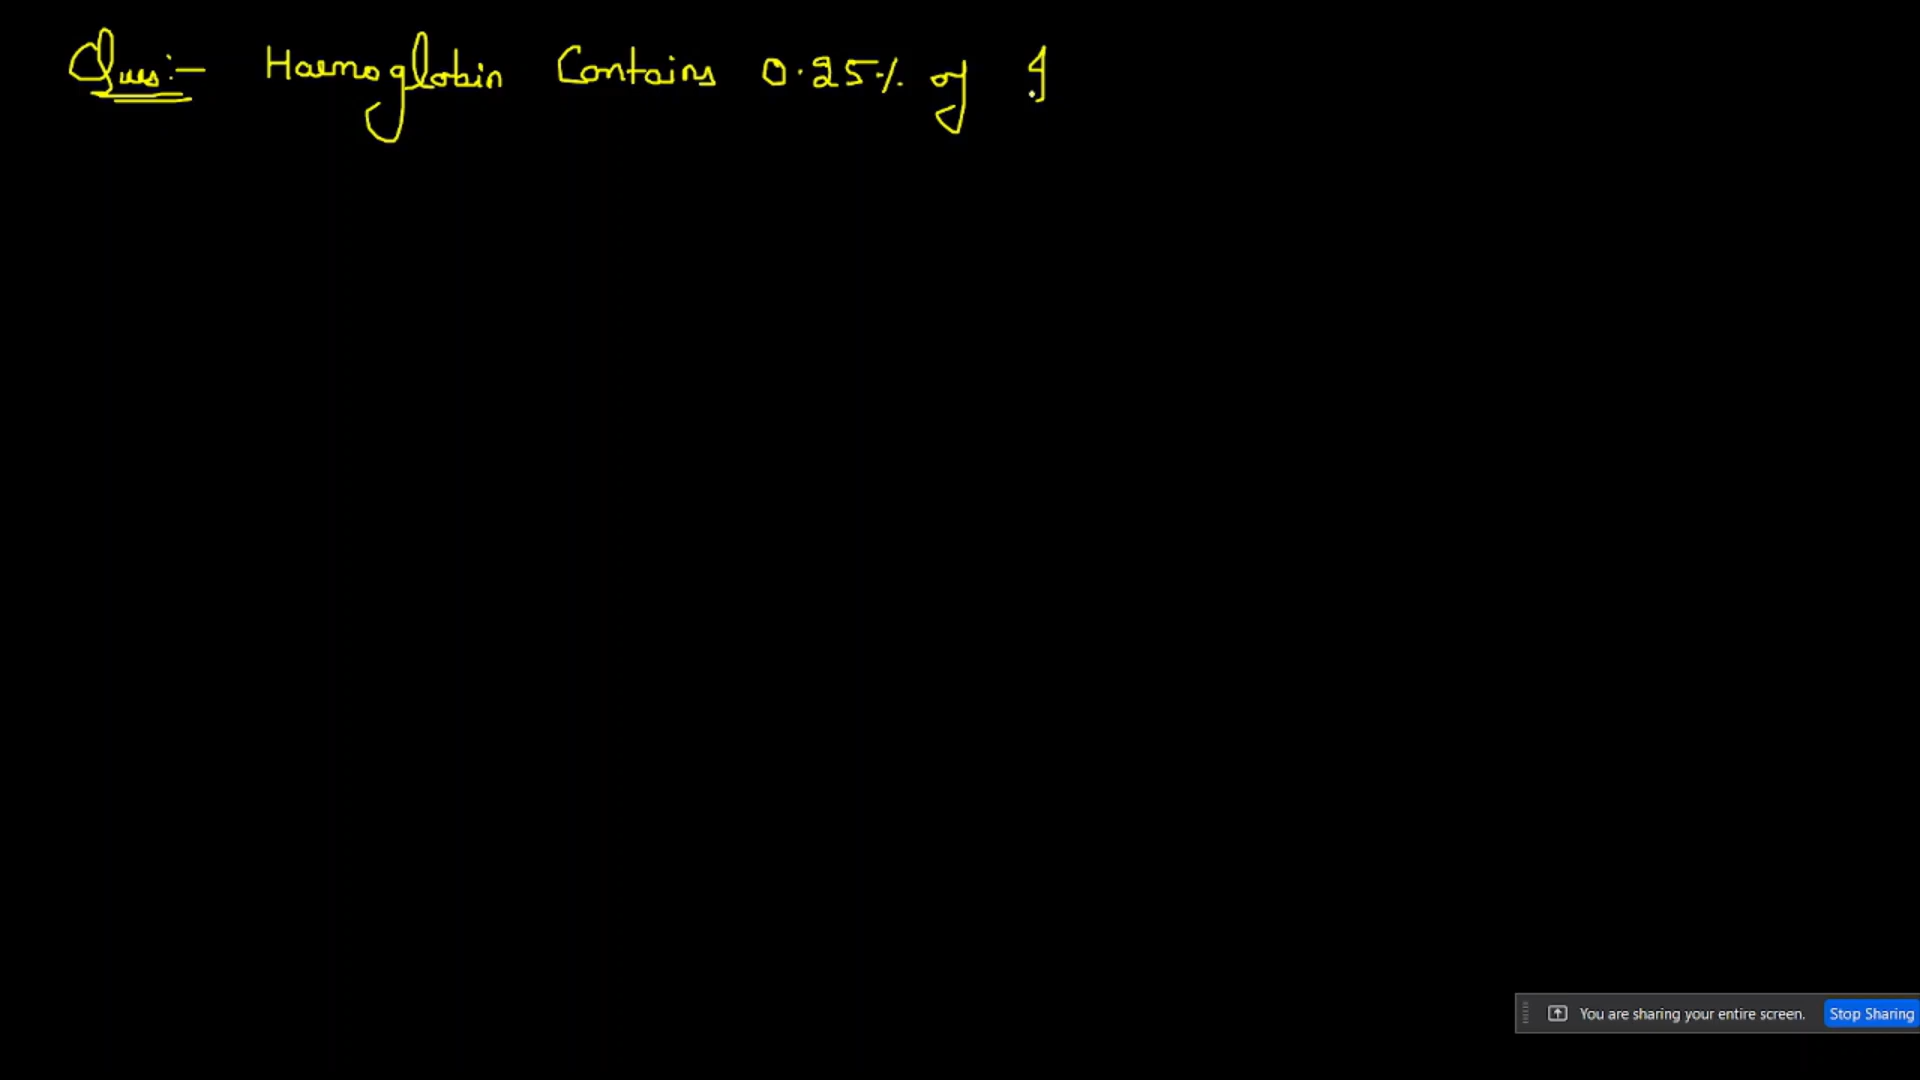 Ques:- Haemoglobin Contains 0.25% of I
You are sharing your entire screen. Stop Sharing